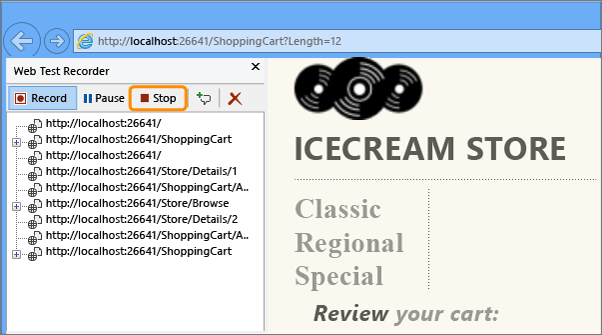 http://localhost:26641/ShoppingCart?Length=12
Web Test Recorder
Record Pause Stop
http://localhost:26641/
http://localhost:26641/ShoppingCart
http://localhost:26641/
http://localhost:26641/Store/Details/1
http://localhost:26641/ShoppingCart/A..
http://localhost:26641/Store/Browse
http://localhost:26641/Store/Details/2
http://localhost:26641/ShoppingCart/A..
http://localhost:26641/ShoppingCart
ICECREAM STORE
Classic
Regional
Special
Review your cart: